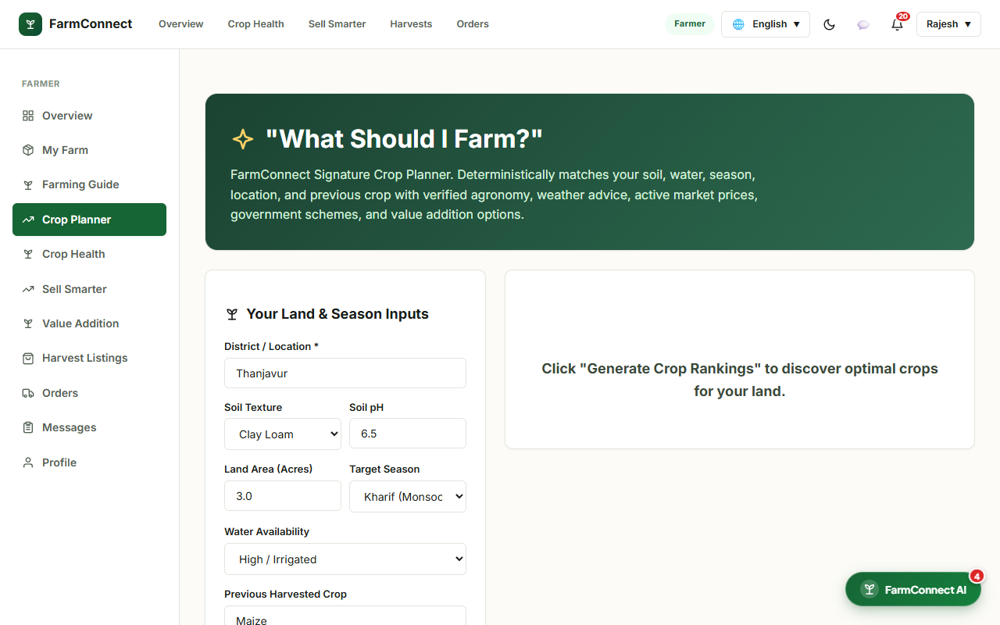 FarmConnect
Overview
Crop Health
Sell Smarter
Harvests
Orders
Farmer
English ▼
20
Rajesh ▼
FARMER
Overview
My Farm
Farming Guide
Crop Planner
Crop Health
Sell Smarter
Value Addition
Harvest Listings
Orders
Messages
Profile
"What Should I Farm?"
FarmConnect Signature Crop Planner. Deterministically matches your soil, water, season,
location, and previous crop with verified agronomy, weather advice, active market prices,
government schemes, and value addition options.
Your Land & Season Inputs
District / Location *
Thanjavur
Soil Texture
Soil pH
Clay Loam
6.5
Land Area (Acres)
Target Season
3.0
Kharif (Monsoc
Water Availability
High / Irrigated
Previous Harvested Crop
Maize
Click "Generate Crop Rankings" to discover optimal crops
for your land.
4
FarmConnect AI